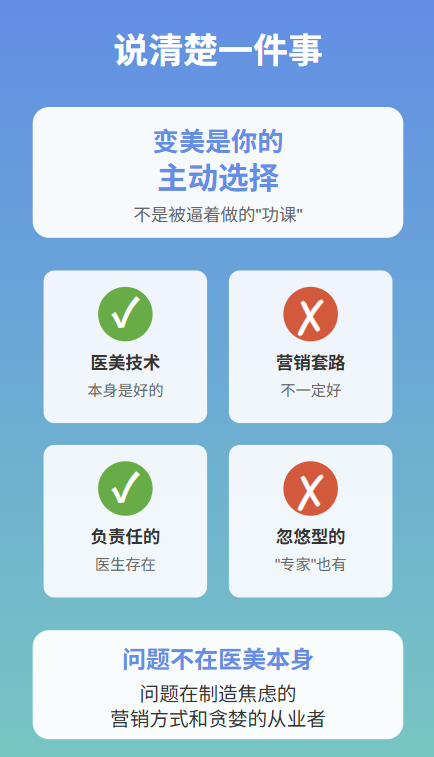 说清楚一件事
变美是你的
主动选择
不是被逼着做的"功课"
医美技术
本身是好的
营销套路
不一定好
负责任的
医生存在
忽悠型的
"专家"也有
问题不在医美本身
问题在制造焦虑的
营销方式和贪婪的从业者